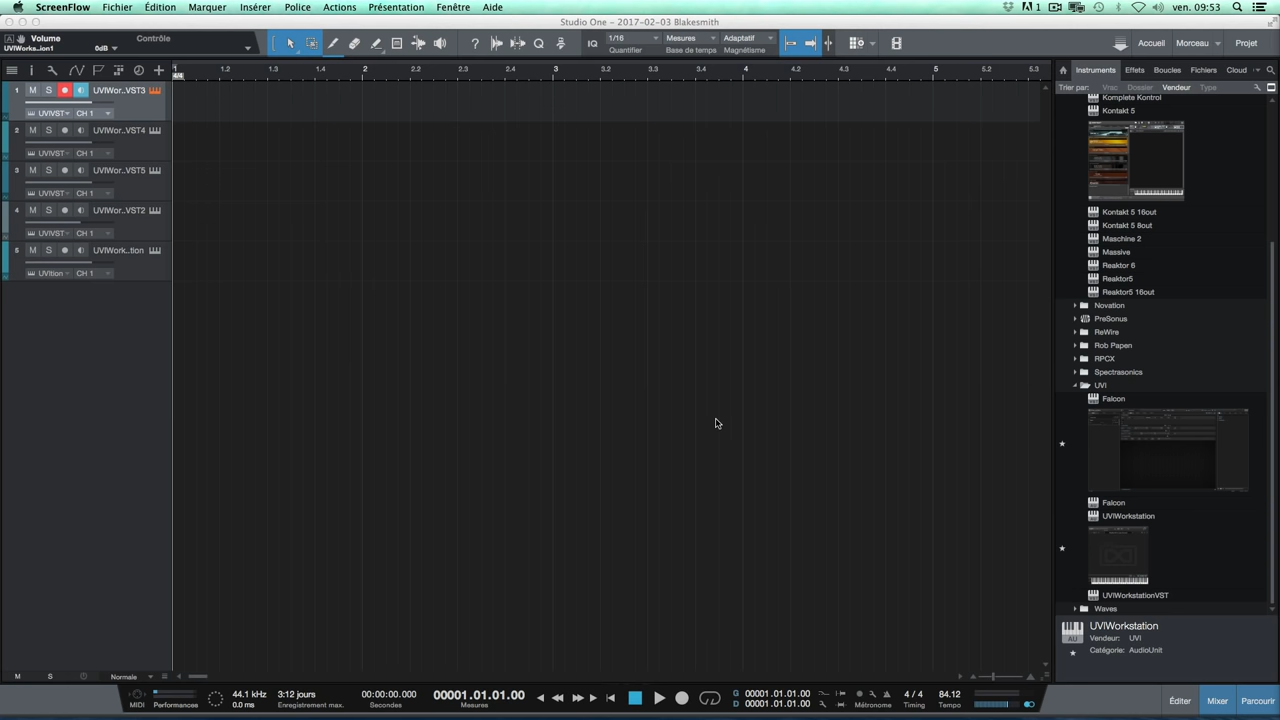 ScreenFlow Fichier Édition Marquer Insérer Police Actions Présentation Fenêtre Aide 1 ven. 09:53
Studio One - 2017-02-03 Blakesmith
Volume Contrôle
UVIWorks...ion1 0dB
IQ 1/16 Mesures Adaptatif
Quantifier Base de temps Magnétisme
Accueil Morceau Projet
1 1.2 1.3 1.4 2 2.2 2.3 2.4 3 3.2 3.3 3.4 4 4.2 4.3 4.4 5 5.2 5.3
4/4
1 M S UVIWor..VST3
UVIVST CH 1
2 M S UVIWor..VST4
UVIVST CH 1
3 M S UVIWor..VST5
UVIVST CH 1
4 M S UVIWor..VST2
UVIVST CH 1
5 M S UVIWork..tion
UVItion CH 1
Instruments Effets Boucles Fichiers Cloud
Trier par: Vrac Dossier Vendeur Type
Komplete Kontrol
Kontakt 5
Kontakt 5 16out
Kontakt 5 8out
Maschine 2
Massive
Reaktor 6
Reaktor5
Reaktor5 16out
Novation
PreSonus
ReWire
Rob Papen
RPCX
Spectrasonics
UVI
Falcon
Falcon
UVIWorkstation
UVIWorkstationVST
Waves
UVIWorkstation
Vendeur: UVI
Catégorie: AudioUnit
AU
M S Normale
MIDI Performances
44.1 kHz
0.0 ms
3:12 jours
Enregistrement max.
00:00:00.000
Secondes
00001.01.01.00
Mesures
G 00001.01.01.00
D 00001.01.01.00
Métronome
4 / 4
Timing
84.12
Tempo
Éditer Mixer Parcourir